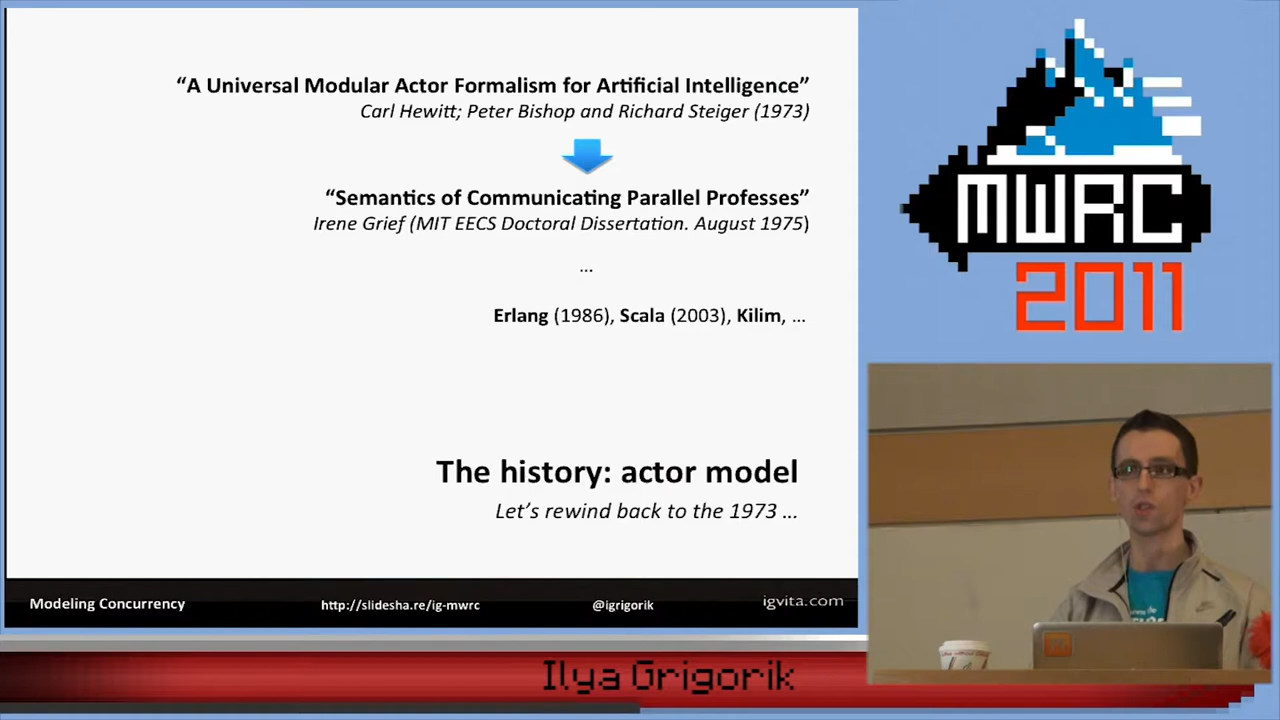 “A Universal Modular Actor Formalism for Artificial Intelligence”
Carl Hewitt; Peter Bishop and Richard Steiger (1973)
“Semantics of Communicating Parallel Professes”
Irene Grief (MIT EECS Doctoral Dissertation. August 1975)
...
Erlang (1986), Scala (2003), Kilim, ...
The history: actor model
Let’s rewind back to the 1973 ...
Modeling Concurrency
http://slidesha.re/ig-mwrc
@igrigorik
igvita.com
MWRC
2011
Ilya Grigorik